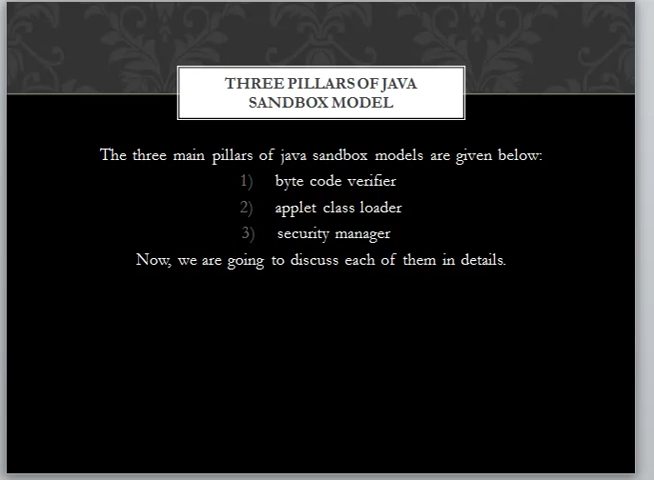 THREE PILLARS OF JAVA
SANDBOX MODEL
The three main pillars of java sandbox models are given below:
1) byte code verifier
2) applet class loader
3) security manager
Now, we are going to discuss each of them in details.